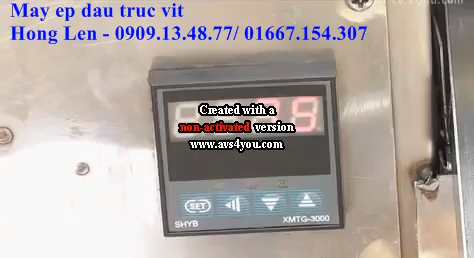 May ep dau truc vit
Hong Len - 0909.13.48.77/ 01667.154.307
Created with a
non-activated version
www.avs4you.com
SET
SHYB XMTG-3000